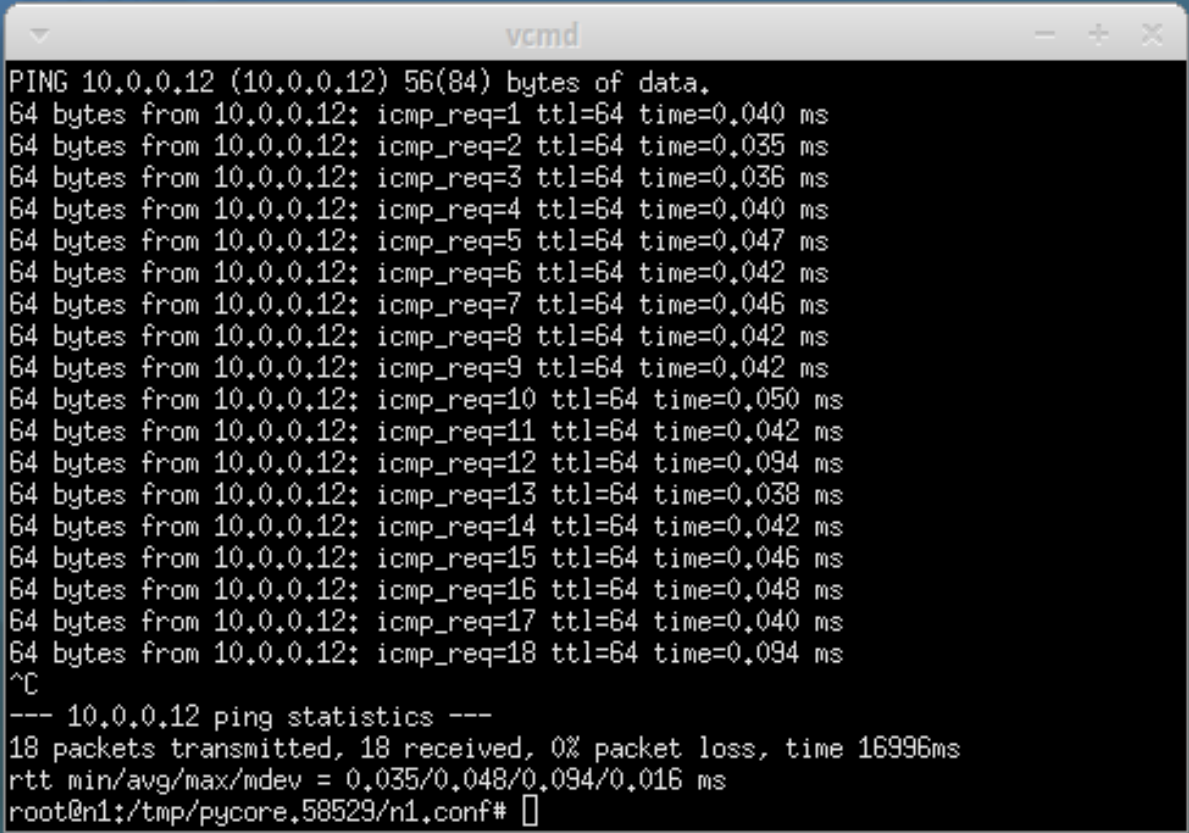 vcmd
PING 10.0.0.12 (10.0.0.12) 56(84) bytes of data.
64 bytes from 10.0.0.12: icmp_req=1 ttl=64 time=0.040 ms
64 bytes from 10.0.0.12: icmp_req=2 ttl=64 time=0.035 ms
64 bytes from 10.0.0.12: icmp_req=3 ttl=64 time=0.036 ms
64 bytes from 10.0.0.12: icmp_req=4 ttl=64 time=0.040 ms
64 bytes from 10.0.0.12: icmp_req=5 ttl=64 time=0.047 ms
64 bytes from 10.0.0.12: icmp_req=6 ttl=64 time=0.042 ms
64 bytes from 10.0.0.12: icmp_req=7 ttl=64 time=0.046 ms
64 bytes from 10.0.0.12: icmp_req=8 ttl=64 time=0.042 ms
64 bytes from 10.0.0.12: icmp_req=9 ttl=64 time=0.042 ms
64 bytes from 10.0.0.12: icmp_req=10 ttl=64 time=0.050 ms
64 bytes from 10.0.0.12: icmp_req=11 ttl=64 time=0.042 ms
64 bytes from 10.0.0.12: icmp_req=12 ttl=64 time=0.094 ms
64 bytes from 10.0.0.12: icmp_req=13 ttl=64 time=0.038 ms
64 bytes from 10.0.0.12: icmp_req=14 ttl=64 time=0.042 ms
64 bytes from 10.0.0.12: icmp_req=15 ttl=64 time=0.046 ms
64 bytes from 10.0.0.12: icmp_req=16 ttl=64 time=0.048 ms
64 bytes from 10.0.0.12: icmp_req=17 ttl=64 time=0.040 ms
64 bytes from 10.0.0.12: icmp_req=18 ttl=64 time=0.094 ms
^C
--- 10.0.0.12 ping statistics ---
18 packets transmitted, 18 received, 0% packet loss, time 16996ms
rtt min/avg/max/mdev = 0.035/0.048/0.094/0.016 ms
root@n1:/tmp/pycore.58529/n1.conf#